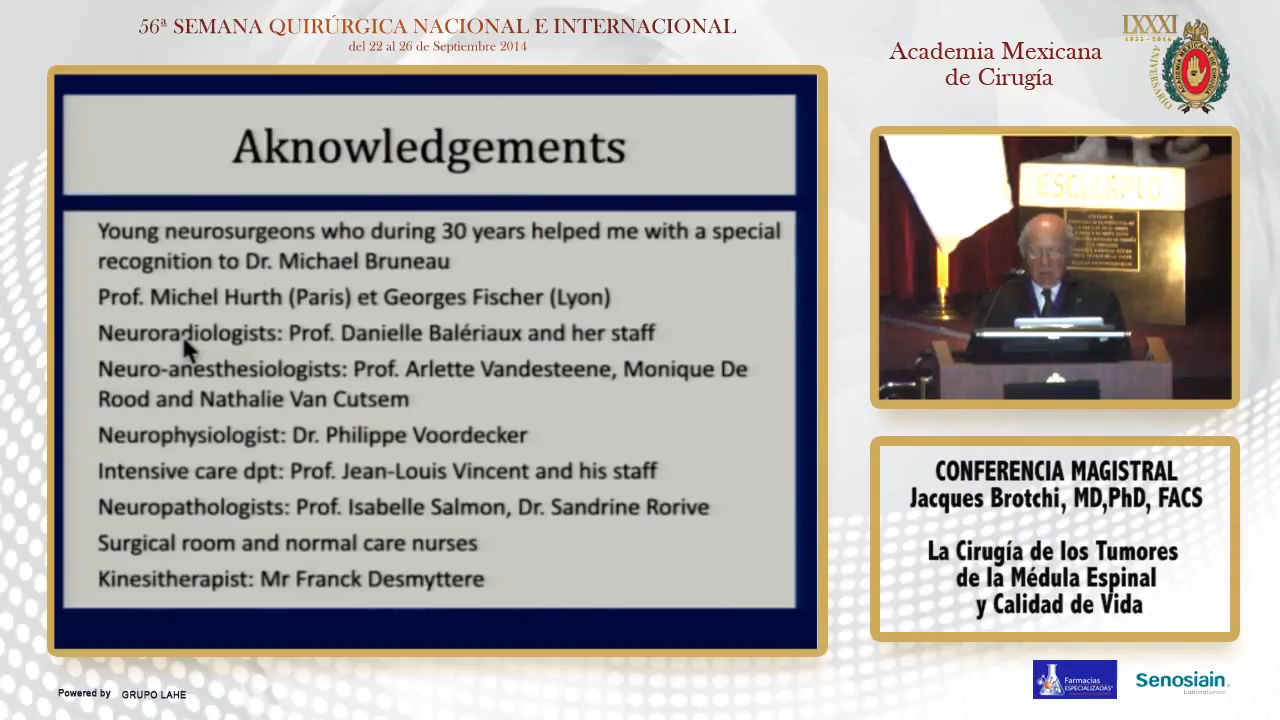 56ª SEMANA QUIRÚRGICA NACIONAL E INTERNACIONAL
del 22 al 26 de Septiembre 2014
Academia Mexicana
de Cirugía
LXXXI
1933-2014
ANIVERSARIO
ACADEMIA MEXICANA DE CIRUGIA
Aknowledgements
Young neurosurgeons who during 30 years helped me with a special
recognition to Dr. Michael Bruneau
Prof. Michel Hurth (Paris) et Georges Fischer (Lyon)
Neuroradiologists: Prof. Danielle Balériaux and her staff
Neuro-anesthesiologists: Prof. Arlette Vandesteene, Monique De
Rood and Nathalie Van Cutsem
Neurophysiologist: Dr. Philippe Voordecker
Intensive care dpt: Prof. Jean-Louis Vincent and his staff
Neuropathologists: Prof. Isabelle Salmon, Dr. Sandrine Rorive
Surgical room and normal care nurses
Kinesitherapist: Mr Franck Desmyttere
ESCULAPIO
CONFERENCIA MAGISTRAL
Jacques Brotchi, MD,PhD, FACS
La Cirugía de los Tumores
de la Médula Espinal
y Calidad de Vida
Powered by GRUPO LAHE
Farmacias
ESPECIALIZADAS
Senosiain
Laboratorios